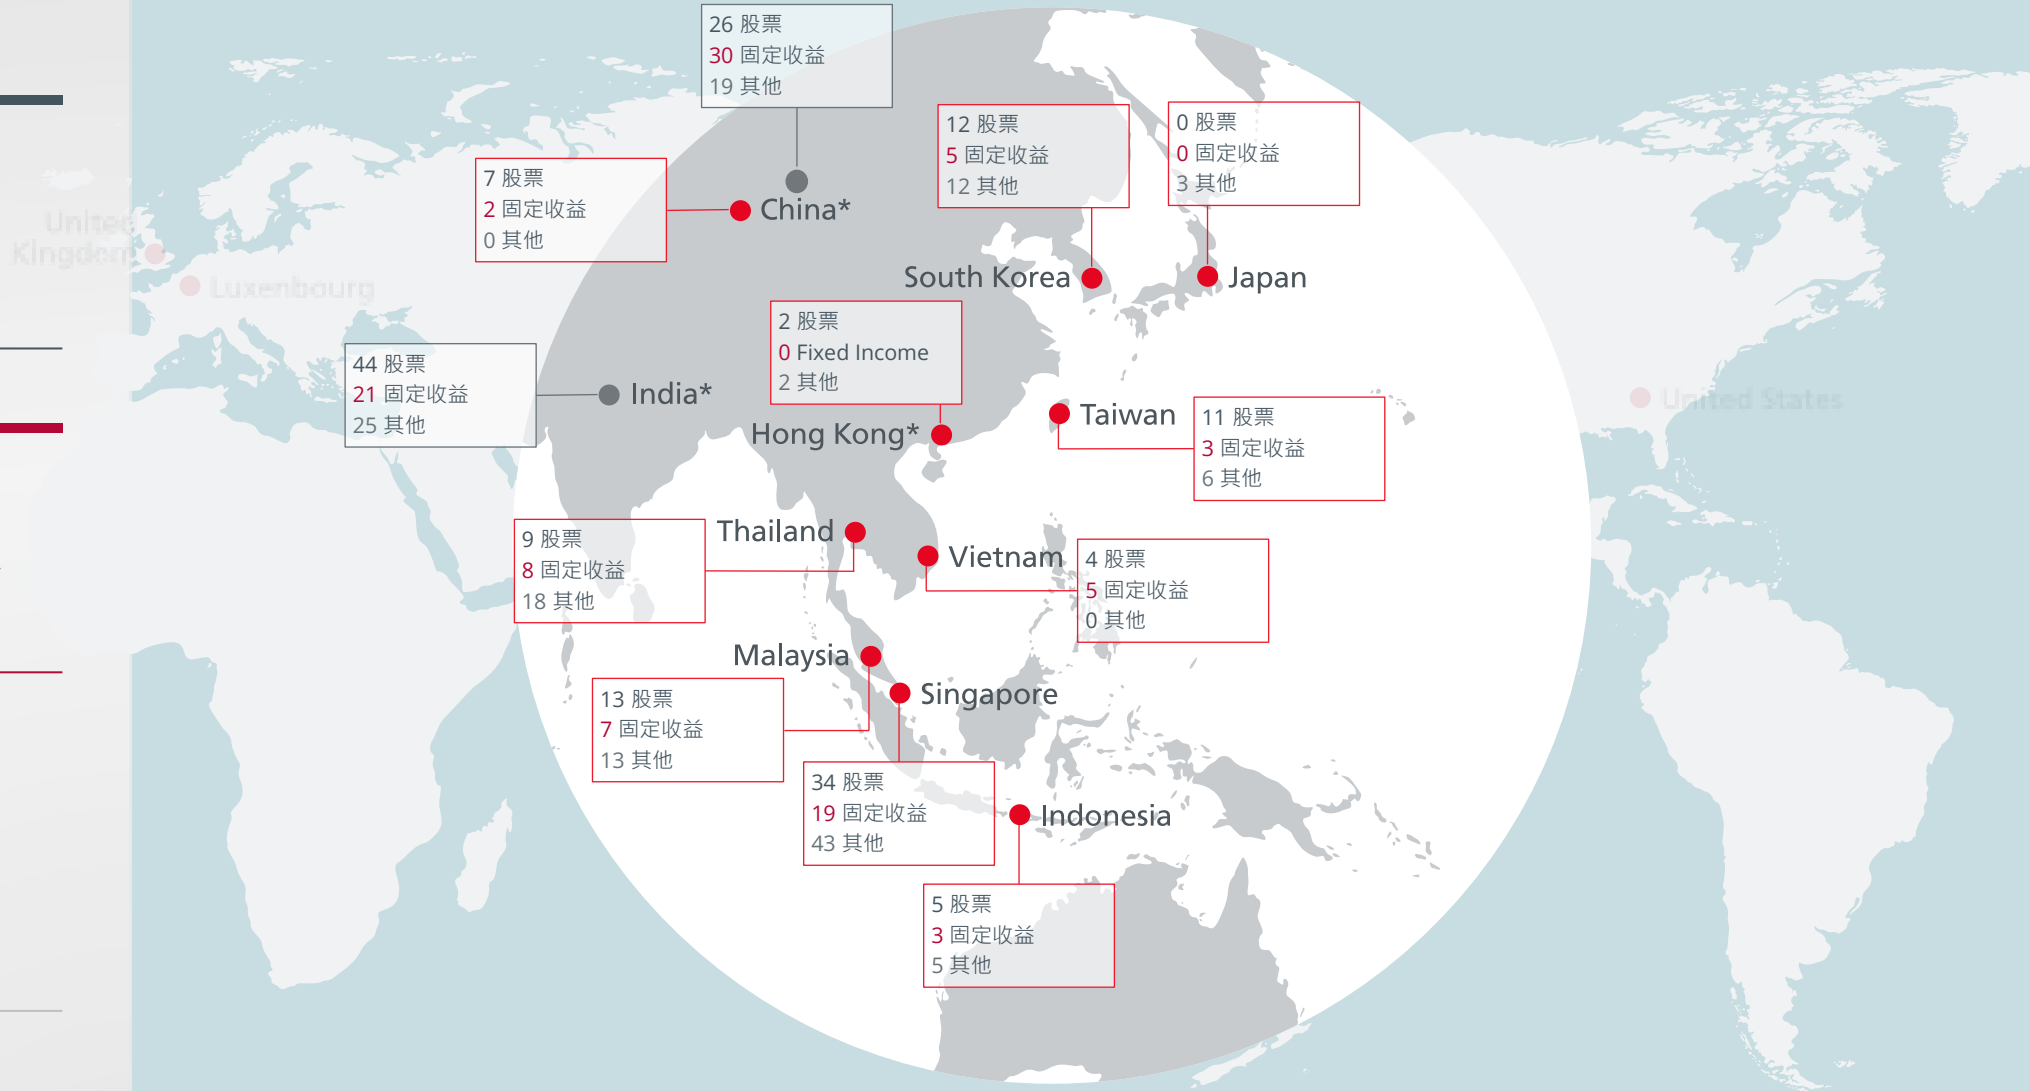 26 股票
30 固定收益
19 其他
12 股票
5 固定收益
12 其他
0 股票
0 固定收益
3 其他
7 股票
2 固定收益
0 其他
China*
United
Kingdom
Luxenbourg
South Korea
Japan
2 股票
0 Fixed Income
2 其他
44 股票
21 固定收益
25 其他
India*
Hong Kong*
Taiwan
11 股票
3 固定收益
6 其他
United States
Thailand
9 股票
8 固定收益
18 其他
Vietnam
4 股票
5 固定收益
0 其他
Malaysia
13 股票
7 固定收益
13 其他
Singapore
34 股票
19 固定收益
43 其他
Indonesia
5 股票
3 固定收益
5 其他